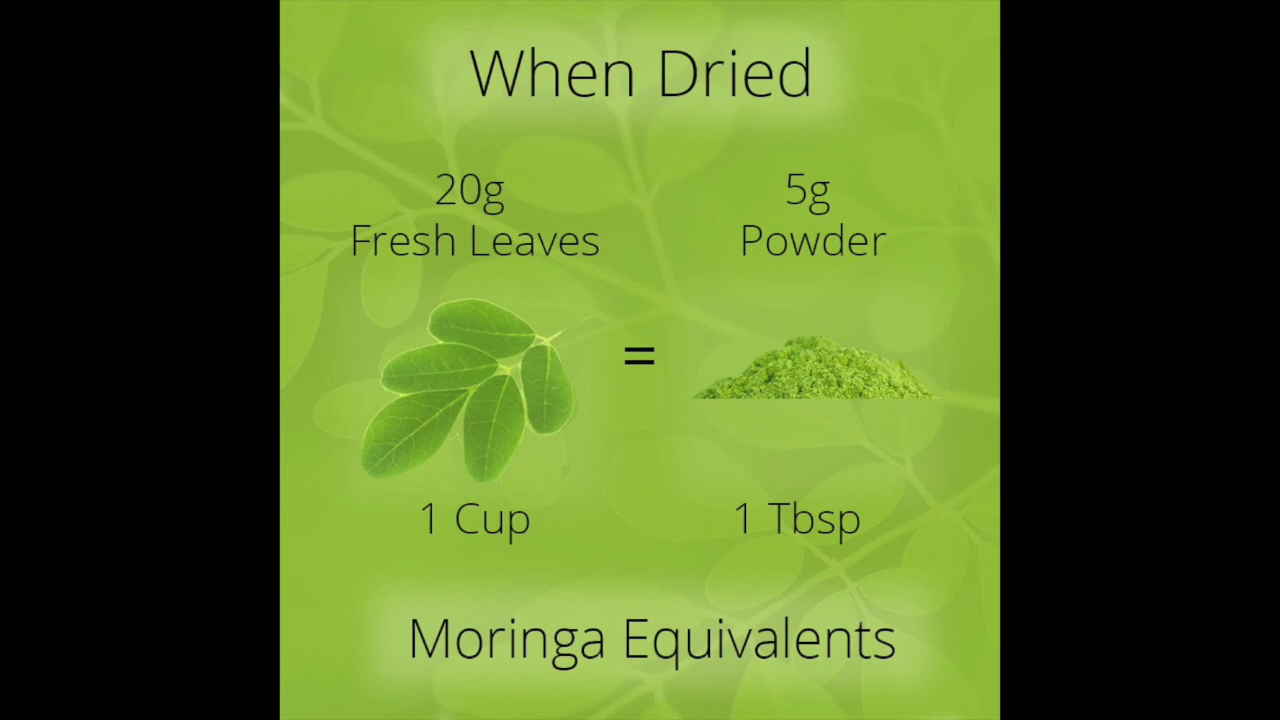 When Dried
20g
Fresh Leaves
5g
Powder
=
1 Cup
1 Tbsp
Moringa Equivalents